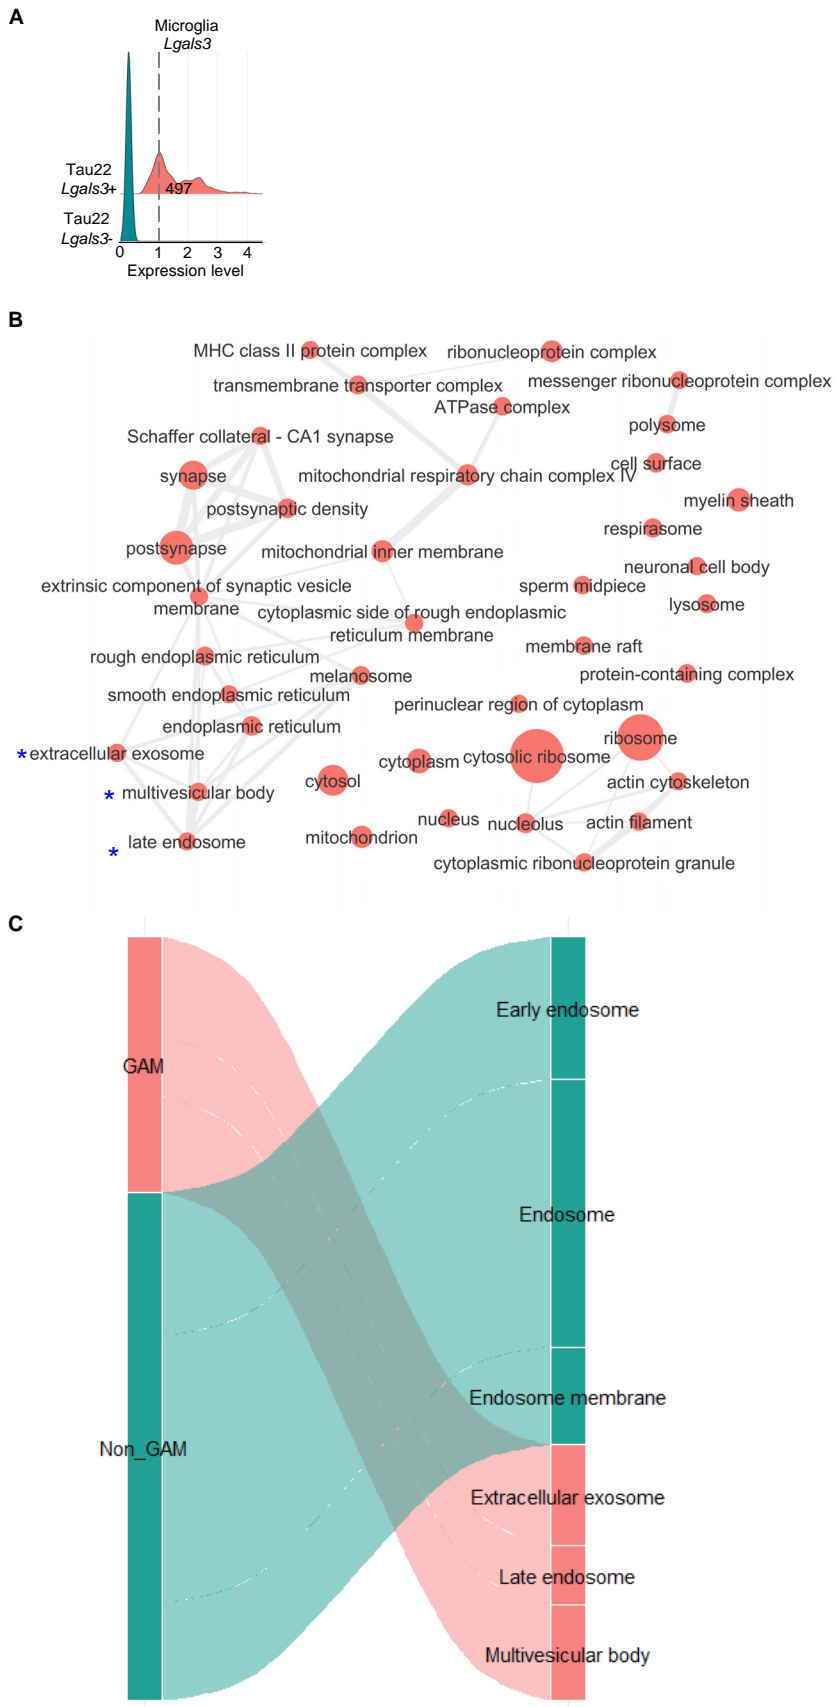 A
Microglia
Lgals3
Tau22
Lgals3+
497
Tau22
Lgals3-
0 1 2 3 4
Expression level
B
MHC class II protein complex
ribonucleoprotein complex
transmembrane transporter complex
messenger ribonucleoprotein complex
ATPase complex
polysome
Schaffer collateral - CA1 synapse
cell surface
synapse
mitochondrial respiratory chain complex IV
myelin sheath
postsynaptic density
respirasome
postsynapse
mitochondrial inner membrane
neuronal cell body
extrinsic component of synaptic vesicle
membrane
sperm midpiece
lysosome
cytoplasmic side of rough endoplasmic
reticulum membrane
rough endoplasmic reticulum
membrane raft
melanosome
protein-containing complex
smooth endoplasmic reticulum
perinuclear region of cytoplasm
endoplasmic reticulum
ribosome
* extracellular exosome
cytoplasm
cytosolic ribosome
cytosol
actin cytoskeleton
* multivesicular body
nucleus
nucleolus
actin filament
mitochondrion
* late endosome
cytoplasmic ribonucleoprotein granule
C
Early endosome
GAM
Endosome
Endosome membrane
Non_GAM
Extracellular exosome
Late endosome
Multivesicular body